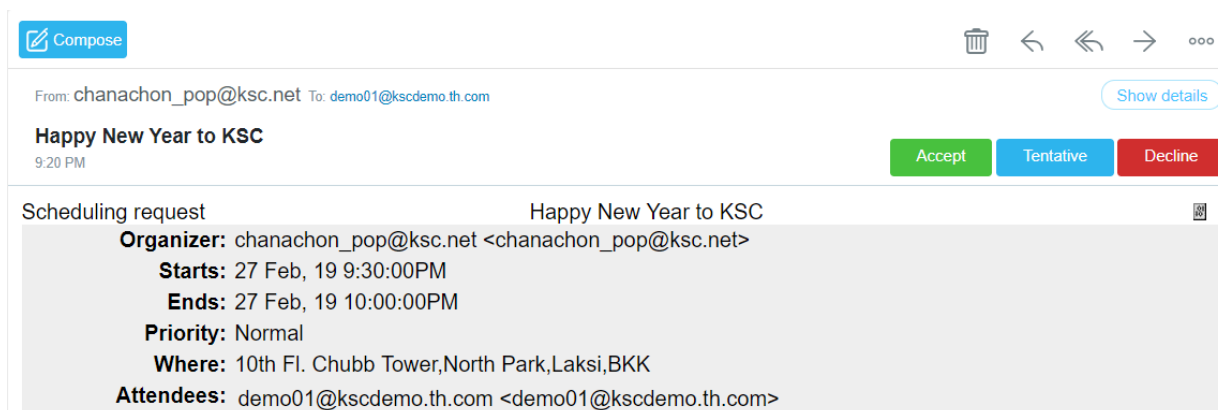 Compose
From: chanachon_pop@ksc.net To: demo01@kscdemo.th.com
Show details
Happy New Year to KSC
9:20 PM
Accept
Tentative
Decline
Scheduling request
Happy New Year to KSC
Organizer: chanachon_pop@ksc.net <chanachon_pop@ksc.net>
Starts: 27 Feb, 19 9:30:00PM
Ends: 27 Feb, 19 10:00:00PM
Priority: Normal
Where: 10th Fl. Chubb Tower,North Park,Laksi,BKK
Attendees: demo01@kscdemo.th.com <demo01@kscdemo.th.com>